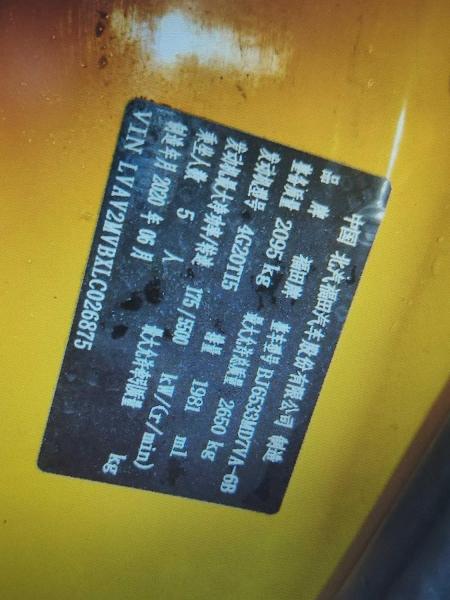 中国 北汽福田汽车股份有限公司 制造
品 牌 福田牌 整车型号 BJ6533MD7VA-6B
整备质量 2095 kg 最大允许总质量 2650 kg
发动机型号 4G20TI5 排量 1981 ml
发动机最大净功率/转速 175/5500 kW/(r/min)
乘坐人数 5 人 最大允许牵引质量 kg
制造年月 2020 年 06 月
VIN LVAV2MVBXLC026875